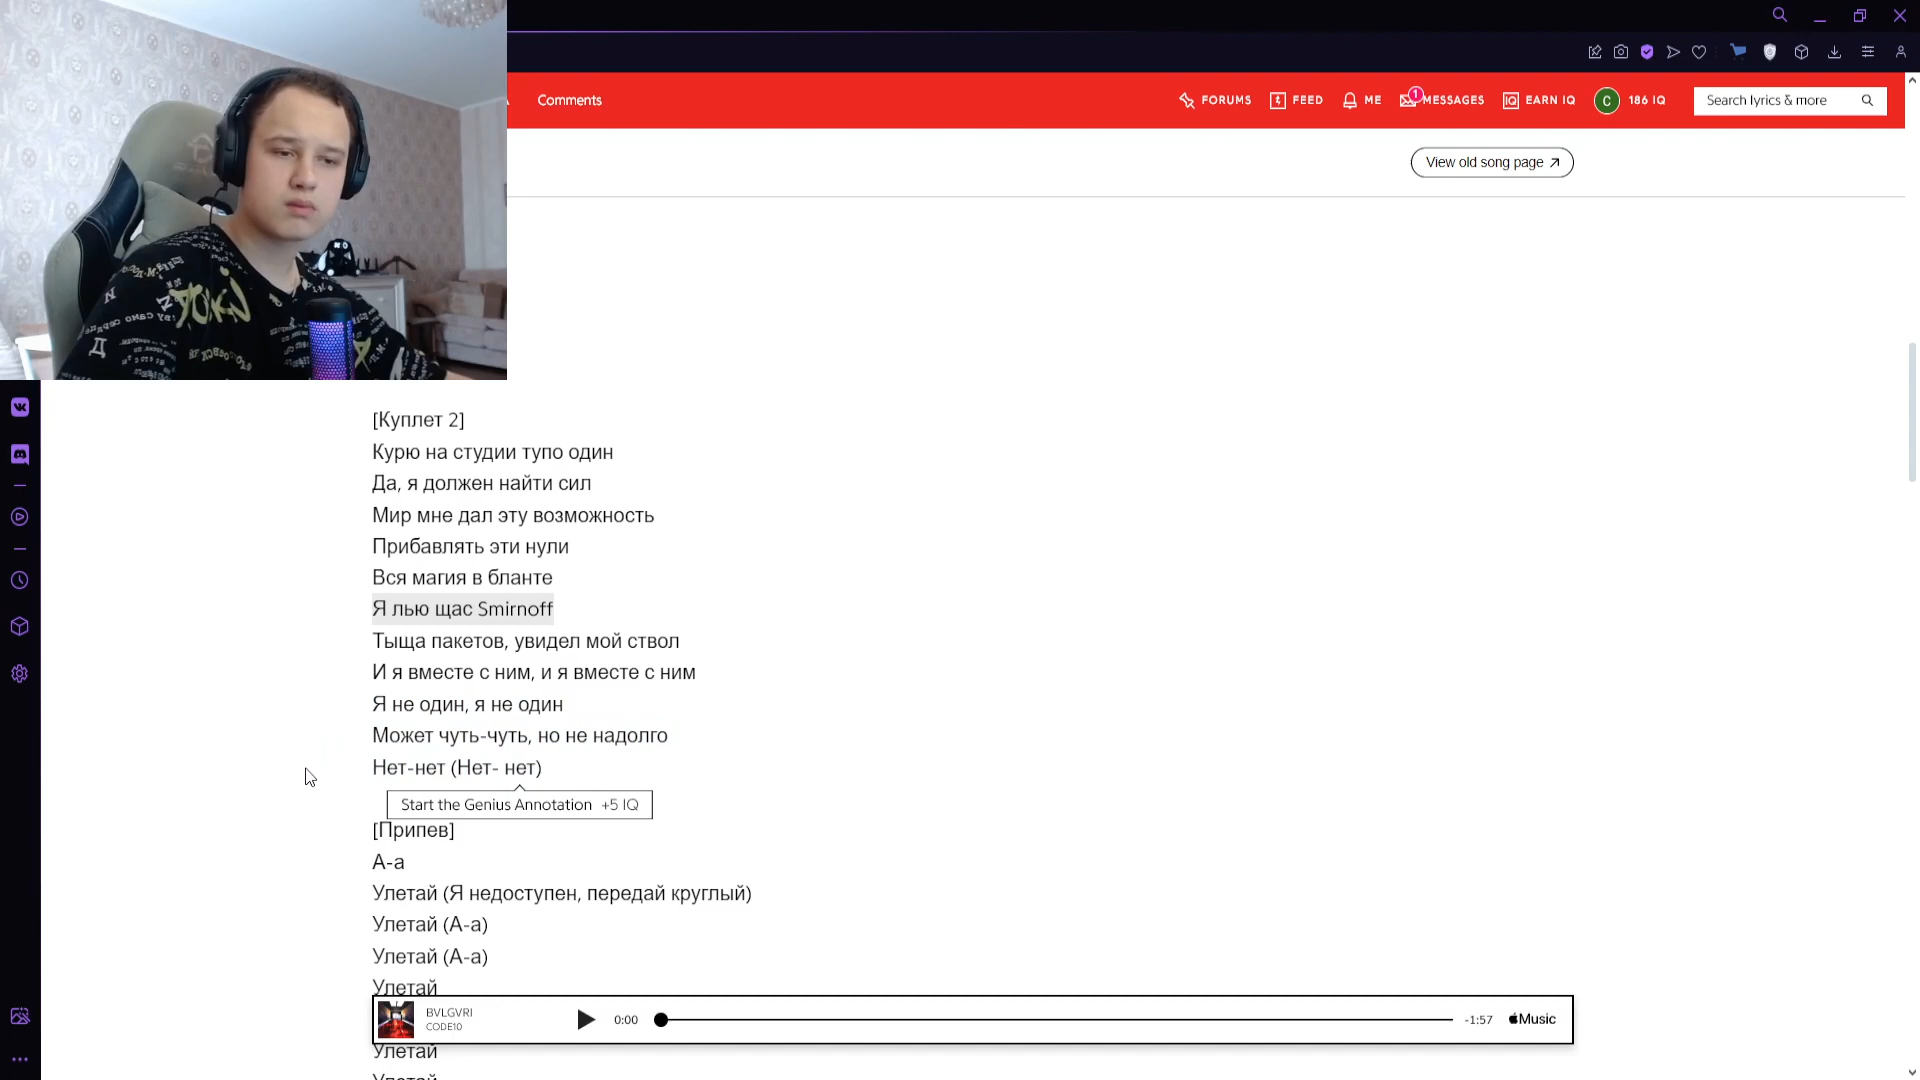 Comments
FORUMS
FEED
ME
1
MESSAGES
IQ
EARN IQ
C
186 IQ
Search lyrics & more
View old song page
[Куплет 2]
Курю на студии тупо один
Да, я должен найти сил
Мир мне дал эту возможность
Прибавлять эти нули
Вся магия в бланте
Я лью щас Smirnoff
Тыща пакетов, увидел мой ствол
И я вместе с ним, и я вместе с ним
Я не один, я не один
Может чуть-чуть, но не надолго
Нет-нет (Нет- нет)
Start the Genius Annotation +5 IQ
[Припев]
А-а
Улетай (Я недоступен, передай круглый)
Улетай (А-а)
Улетай (А-а)
Улетай
BVLGVRI
CODE10
0:00
-1:57
Music
Улетай
Улетай